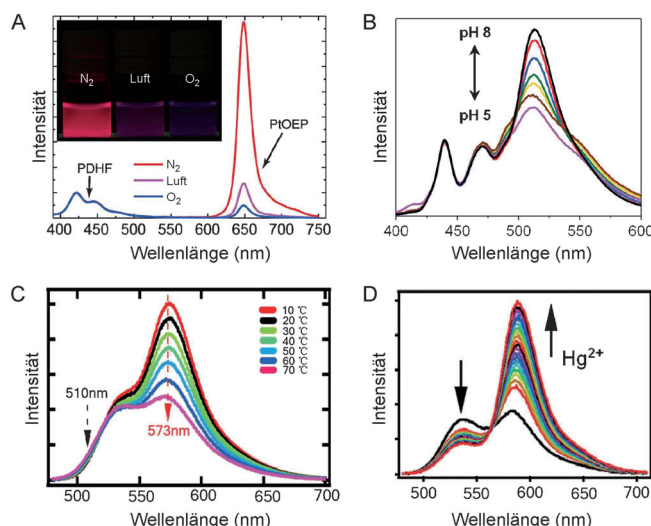 A
N₂ Luft O₂
PtOEP
PDHF
N₂
Luft
O₂
Intensität
400 450 500 550 600 650 700 750
Wellenlänge (nm)
B
pH 8
pH 5
Intensität
400 450 500 550 600
Wellenlänge (nm)
C
10 ℃
20 ℃
30 ℃
40 ℃
50 ℃
60 ℃
70 ℃
510nm
573nm
Intensität
500 550 600 650 700
Wellenlänge (nm)
D
Hg²⁺
Intensität
500 550 600 650 700
Wellenlänge (nm)